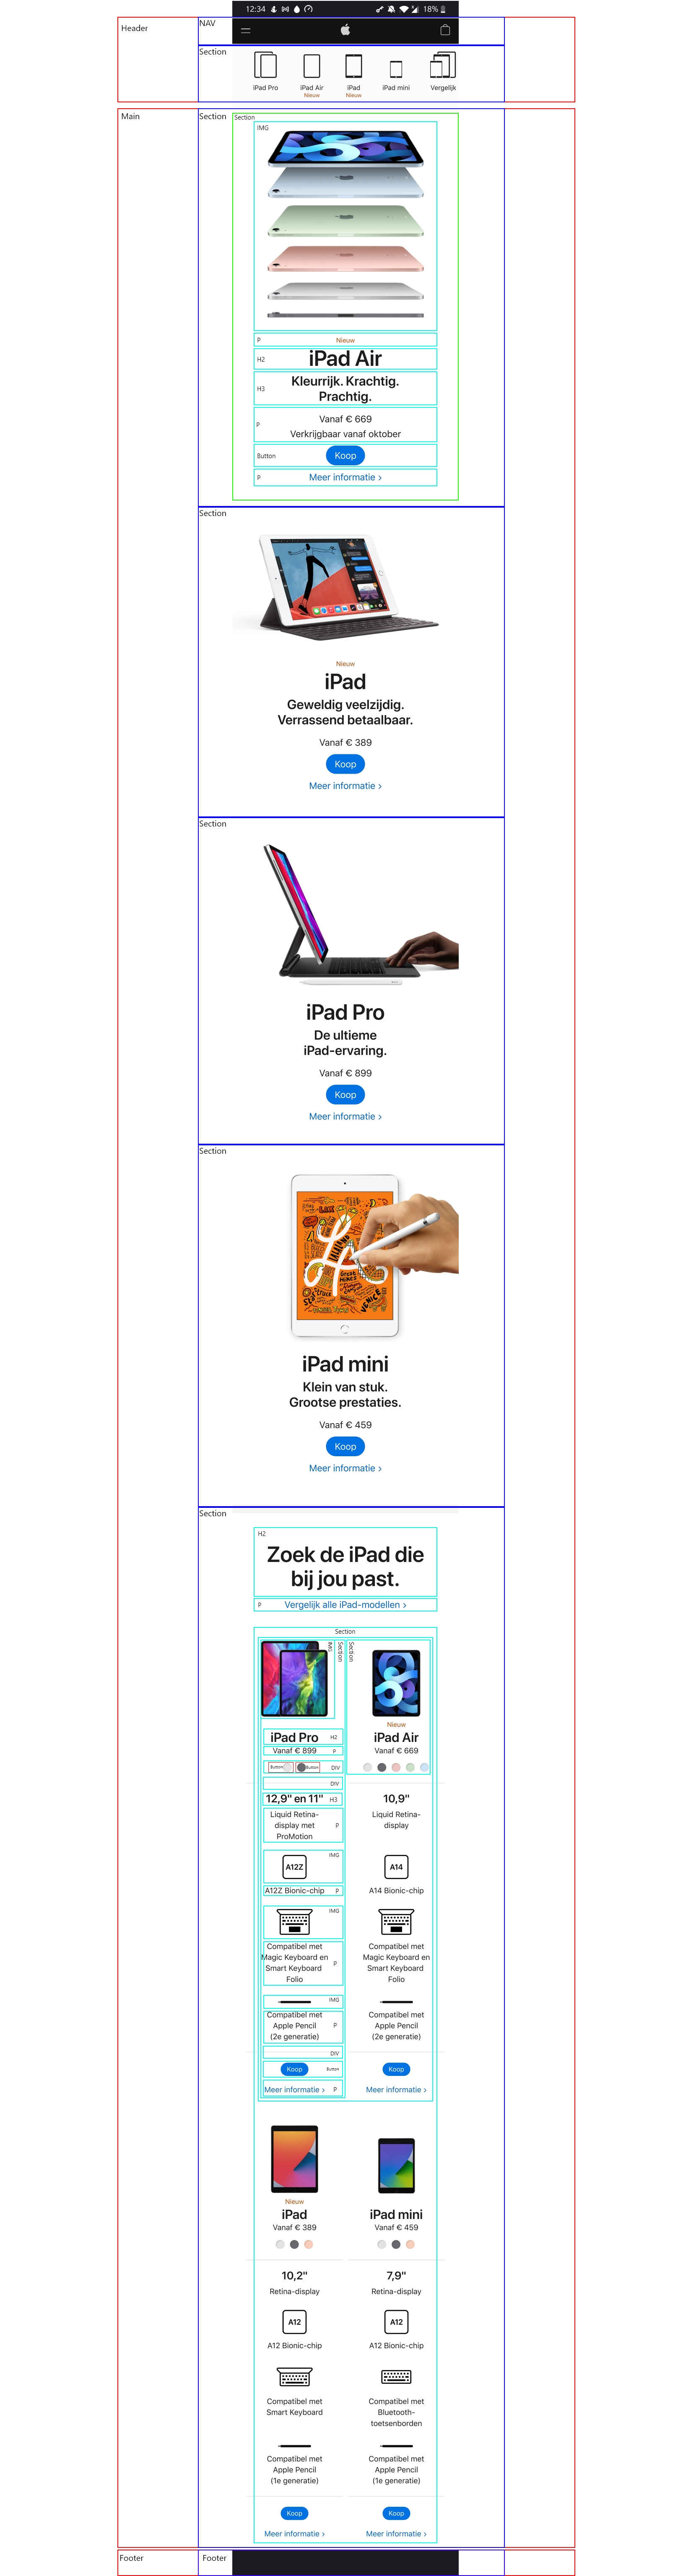 12:34
18%
Header
NAV
Section
iPad Pro
iPad Air
Nieuw
iPad
Nieuw
iPad mini
Vergelijk
Main
Section
Section
IMG
P
Nieuw
H2
iPad Air
H3
Kleurrijk. Krachtig.
Prachtig.
P
Vanaf € 669
Verkrijgbaar vanaf oktober
Button
Koop
P
Meer informatie >
Section
Nieuw
iPad
Geweldig veelzijdig.
Verrassend betaalbaar.
Vanaf € 389
Koop
Meer informatie >
Section
iPad Pro
De ultieme
iPad-ervaring.
Vanaf € 899
Koop
Meer informatie >
Section
iPad mini
Klein van stuk.
Grootse prestaties.
Vanaf € 459
Koop
Meer informatie >
Section
H2
Zoek de iPad die
bij jou past.
P
Vergelijk alle iPad-modellen >
Section
IMG
Section
Section
iPad Pro
H2
Vanaf € 899
P
Button
Button
DIV
DIV
12,9" en 11"
H3
Liquid Retina-
display met
ProMotion
P
IMG
A12Z
A12Z Bionic-chip
P
IMG
Compatibel met
Magic Keyboard en
Smart Keyboard
Folio
P
IMG
Compatibel met
Apple Pencil
(2e generatie)
P
DIV
Koop
Button
Meer informatie >
P
Nieuw
iPad Air
Vanaf € 669
10,9"
Liquid Retina-
display
A14
A14 Bionic-chip
Compatibel met
Magic Keyboard en
Smart Keyboard
Folio
Compatibel met
Apple Pencil
(2e generatie)
Koop
Meer informatie >
Nieuw
iPad
Vanaf € 389
10,2"
Retina-display
A12
A12 Bionic-chip
Compatibel met
Smart Keyboard
Compatibel met
Apple Pencil
(1e generatie)
Koop
Meer informatie >
iPad mini
Vanaf € 459
7,9"
Retina-display
A12
A12 Bionic-chip
Compatibel met
Bluetooth-
toetsenborden
Compatibel met
Apple Pencil
(1e generatie)
Koop
Meer informatie >
Footer
Footer